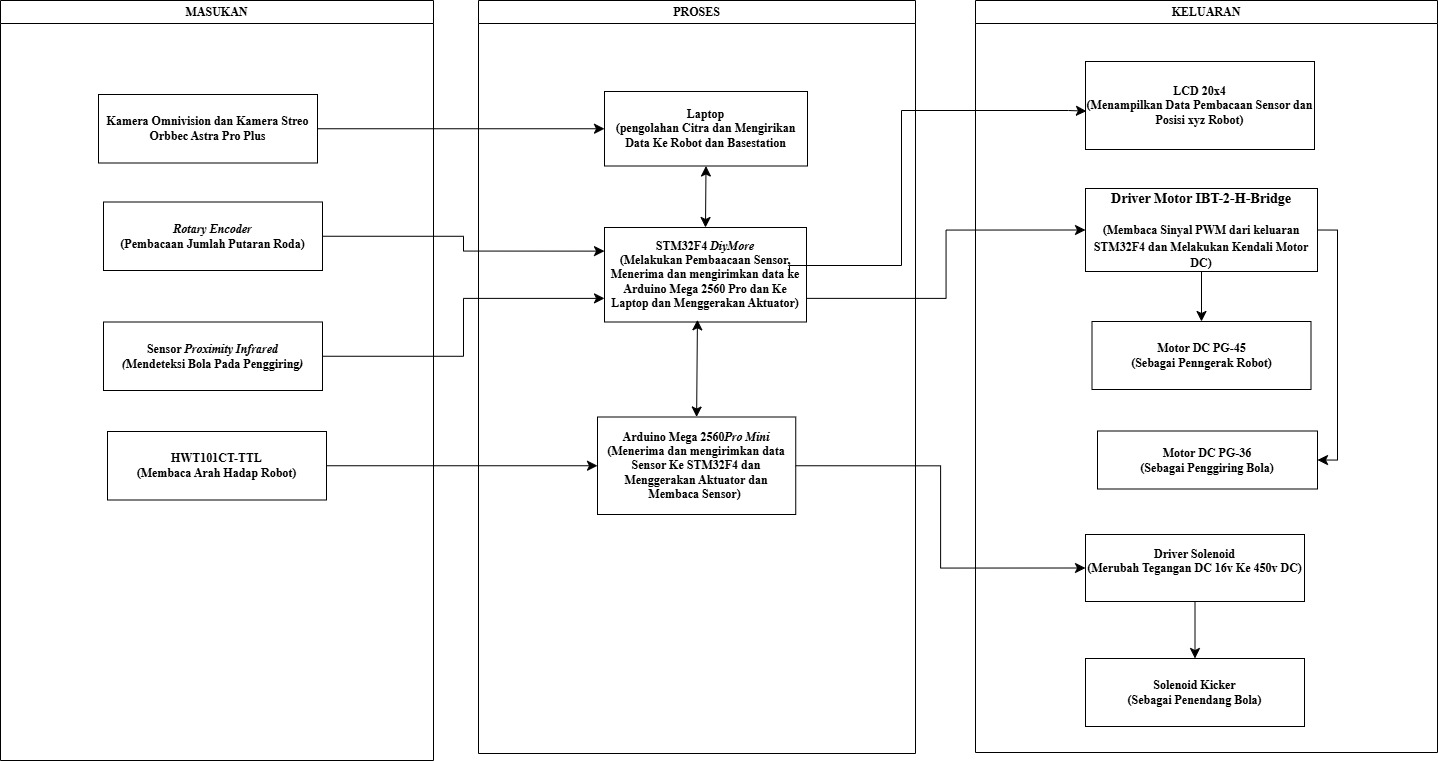 MASUKAN
Kamera Omnivision dan Kamera Streo
Orbbec Astra Pro Plus
Rotary Encoder
(Pembacaan Jumlah Putaran Roda)
Sensor Proximity Infrared
(Mendeteksi Bola Pada Penggiring)
HWT101CT-TTL
(Membaca Arah Hadap Robot)
PROSES
Laptop
(pengolahan Citra dan Mengirikan
Data Ke Robot dan Basestation
STM32F4 DiyMore
(Melakukan Pembaacaan Sensor,
Menerima dan mengirimkan data ke
Arduino Mega 2560 Pro dan Ke
Laptop dan Menggerakan Aktuator)
Arduino Mega 2560Pro Mini
(Menerima dan mengirimkan data
Sensor Ke STM32F4 dan
Menggerakan Aktuator dan
Membaca Sensor)
KELUARAN
LCD 20x4
(Menampilkan Data Pembacaan Sensor dan
Posisi xyz Robot)
Driver Motor IBT-2-H-Bridge
(Membaca Sinyal PWM dari keluaran
STM32F4 dan Melakukan Kendali Motor
DC)
Motor DC PG-45
(Sebagai Penngerak Robot)
Motor DC PG-36
(Sebagai Penggiring Bola)
Driver Solenoid
(Merubah Tegangan DC 16v Ke 450v DC)
Solenoid Kicker
(Sebagai Penendang Bola)